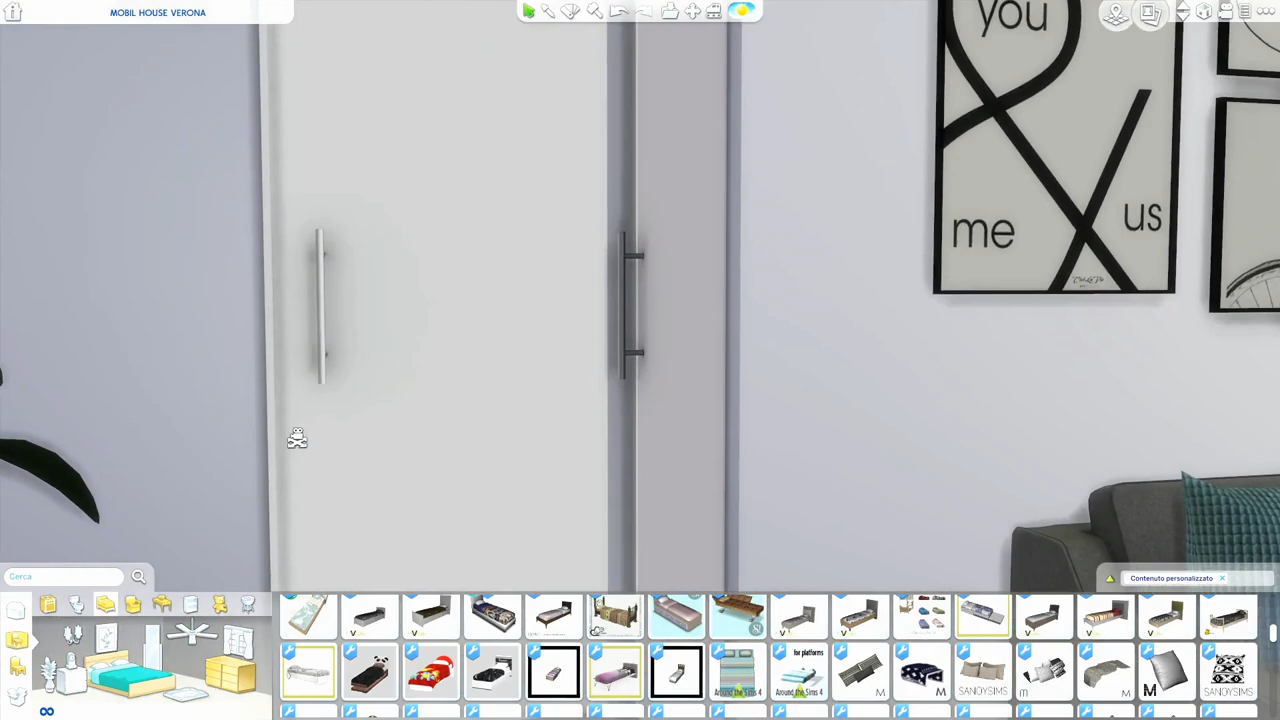 MOBIL HOUSE VERONA
you
me
us
Cerca
Contenuto personalizzato
for platforms
Around the Sims 4
Around the Sims 4
M
M
SANOYSIMS
M
M
SANOYSIMS